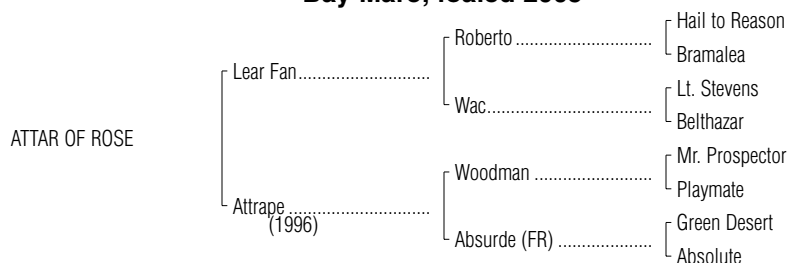 Bay Mare; foaled
Hail to Reason
Roberto
Bramalea
Lear Fan
Lt. Stevens
Wac
Belthazar
ATTAR OF ROSE
Mr. Prospector
Woodman
Playmate
Attrape
(1996)
Green Desert
Absurde (FR)
Absolute